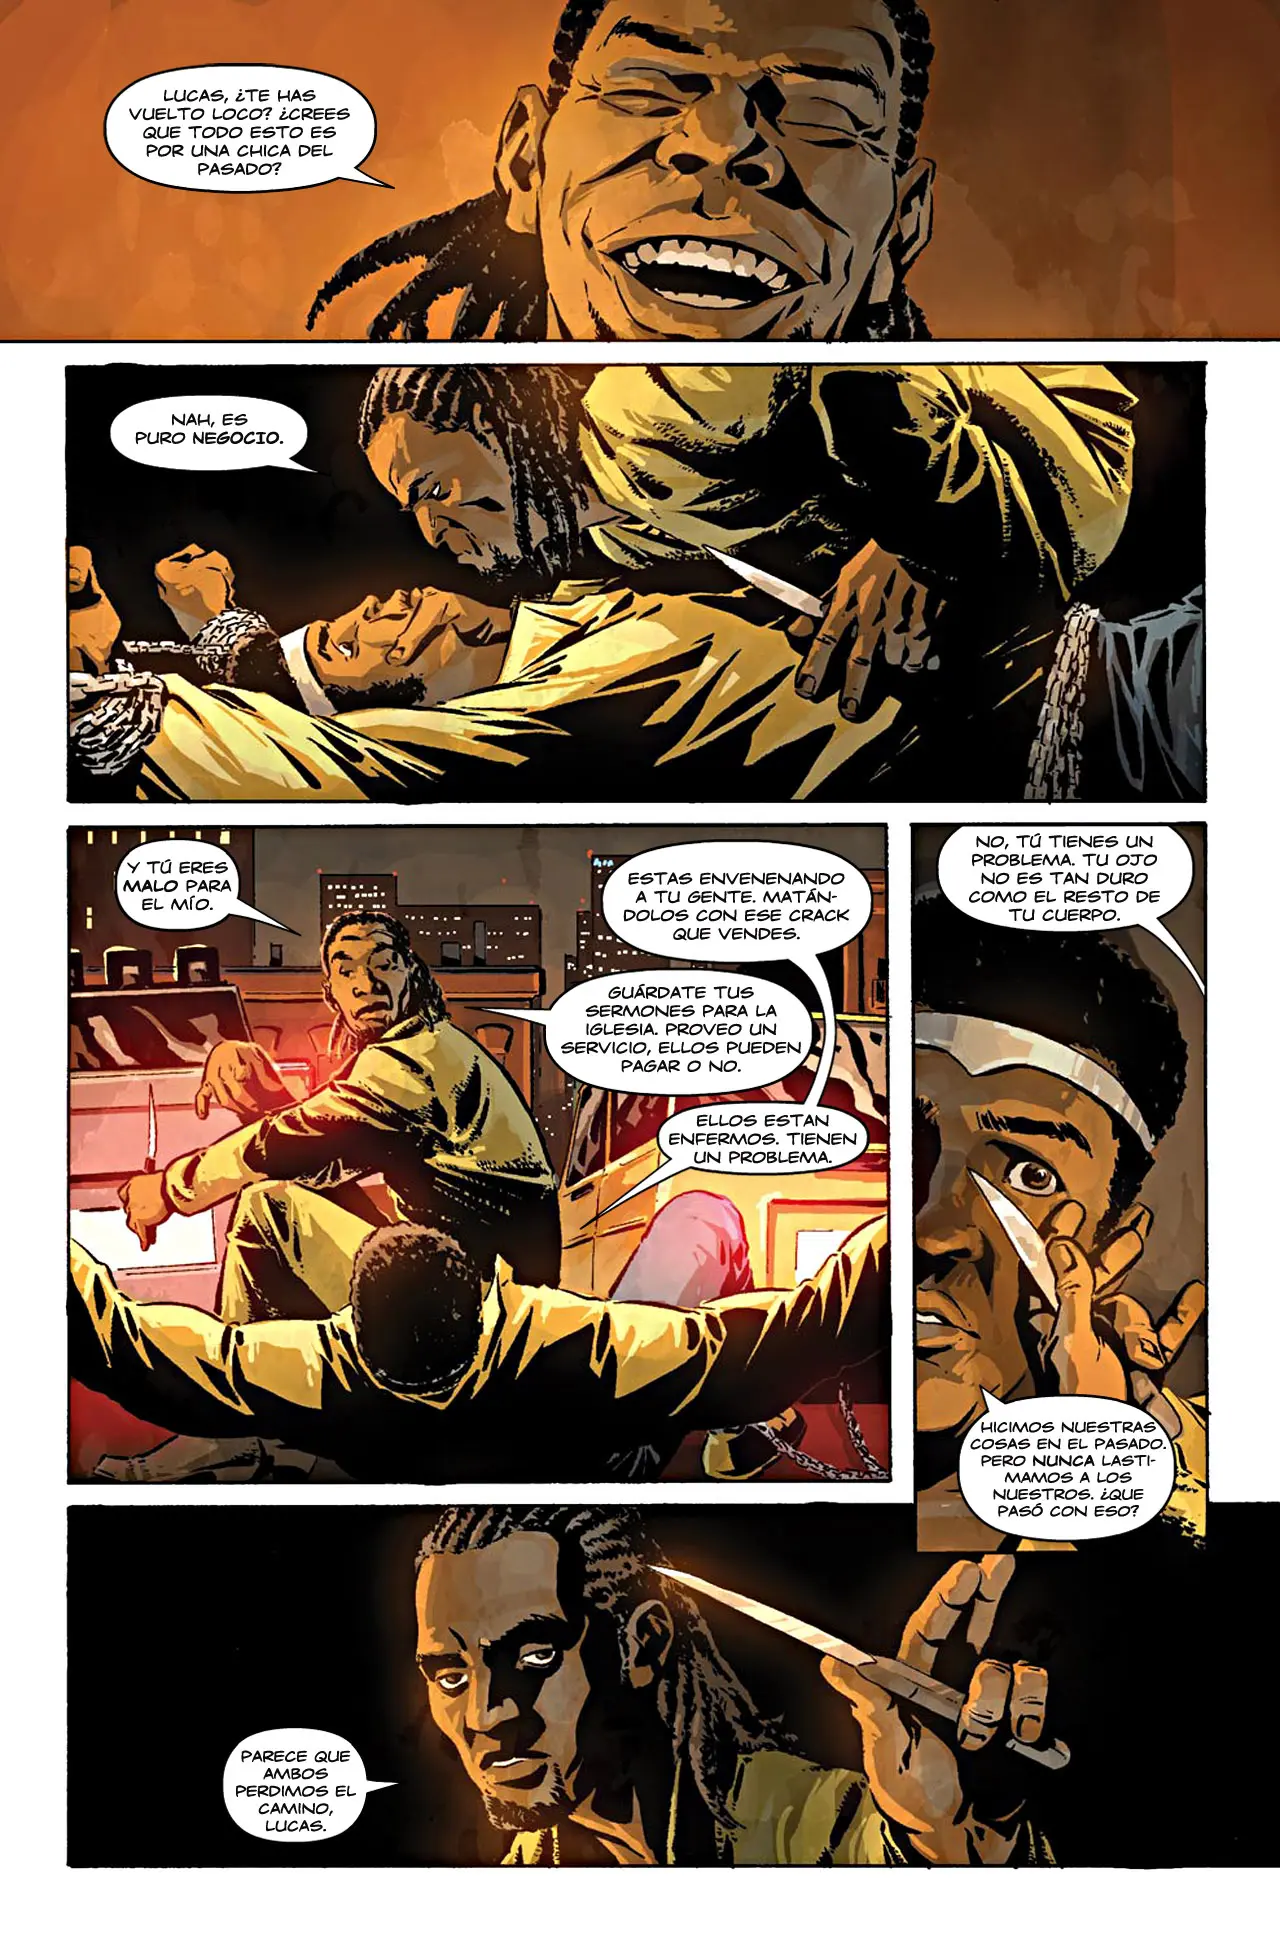 LUCAS, ¿TE HAS
VUELTO LOCO? ¿CREES
QUE TODO ESTO ES
POR UNA CHICA DEL
PASADO?
NAH, ES
PURO NEGOCIO.
Y TÚ ERES
MALO PARA
EL MÍO.
ESTAS ENVENENANDO
A TU GENTE. MATÁN-
DOLOS CON ESE CRACK
QUE VENDES.
GUÁRDATE TUS
SERMONES PARA LA
IGLESIA. PROVEO UN
SERVICIO, ELLOS PUEDEN
PAGAR O NO.
ELLOS ESTAN
ENFERMOS. TIENEN
UN PROBLEMA.
NO, TÚ TIENES UN
PROBLEMA. TU OJO
NO ES TAN DURO
COMO EL RESTO DE
TU CUERPO.
HICIMOS NUESTRAS
COSAS EN EL PASADO.
PERO NUNCA LASTI-
MAMOS A LOS
NUESTROS. ¿QUE
PASÓ CON ESO?
PARECE QUE
AMBOS
PERDIMOS EL
CAMINO,
LUCAS.